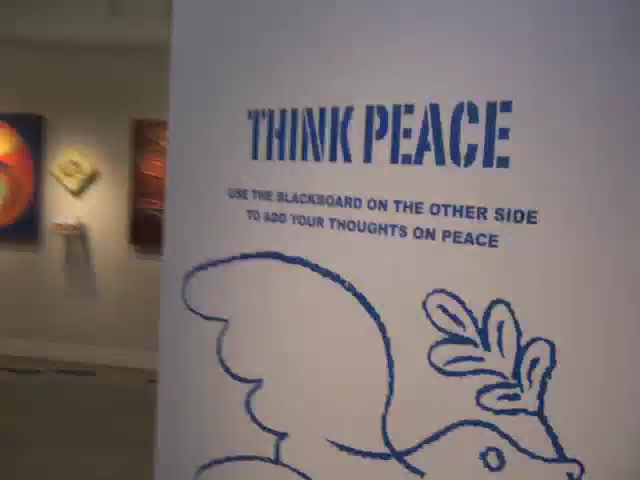 THINK PEACE
USE THE BLACKBOARD ON THE OTHER SIDE
TO ADD YOUR THOUGHTS ON PEACE